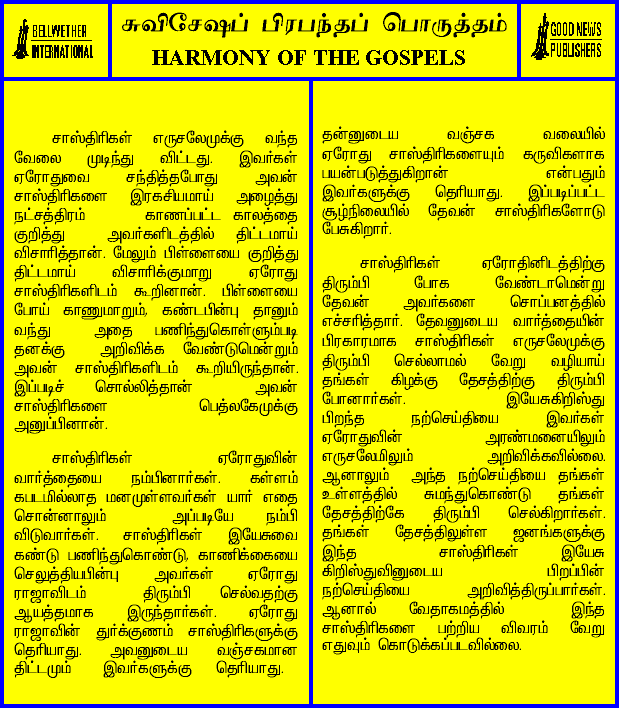 BELLWETHER
INTERNATIONAL
சுவிசேஷப் பிரபந்தப் பொருத்தம்
HARMONY OF THE GOSPELS
GOOD NEWS
PUBLISHERS
சாஸ்திரிகள் எருசலேமுக்கு வந்த
வேலை முடிந்து விட்டது. இவர்கள்
ஏரோதுவை சந்தித்தபோது அவன்
சாஸ்திரிகளை இரகசியமாய் அழைத்து
நட்சத்திரம் காணப்பட்ட காலத்தை
குறித்து அவர்களிடத்தில் திட்டமாய்
விசாரித்தான். மேலும் பிள்ளையை குறித்து
திட்டமாய் விசாரிக்குமாறு ஏரோது
சாஸ்திரிகளிடம் கூறினான். பிள்ளையை
போய் காணுமாறும், கண்டபின்பு தானும்
வந்து அதை பணிந்துகொள்ளும்படி
தனக்கு அறிவிக்க வேண்டுமென்றும்
அவன் சாஸ்திரிகளிடம் கூறியிருந்தான்.
இப்படிச் சொல்லித்தான் அவன்
சாஸ்திரிகளை பெத்லகேமுக்கு
அனுப்பினான்.
சாஸ்திரிகள் ஏரோதுவின்
வார்த்தையை நம்பினார்கள். கள்ளம்
கபடமில்லாத மனமுள்ளவர்கள் யார் எதை
சொன்னாலும் அப்படியே நம்பி
விடுவார்கள். சாஸ்திரிகள் இயேசுவை
கண்டு பணிந்துகொண்டு, காணிக்கையை
செலுத்தியபின்பு அவர்கள் ஏரோது
ராஜாவிடம் திரும்பி செல்வதற்கு
ஆயத்தமாக இருந்தார்கள். ஏரோது
ராஜாவின் துர்க்குணம் சாஸ்திரிகளுக்கு
தெரியாது. அவனுடைய வஞ்சகமான
திட்டமும் இவர்களுக்கு தெரியாது.
தன்னுடைய வஞ்சக வலையில்
ஏரோது சாஸ்திரிகளையும் கருவிகளாக
பயன்படுத்துகிறான் என்பதும்
இவர்களுக்கு தெரியாது. இப்படிப்பட்ட
சூழ்நிலையில் தேவன் சாஸ்திரிகளோடு
பேசுகிறார்.
சாஸ்திரிகள் ஏரோதினிடத்திற்கு
திரும்பி போக வேண்டாமென்று
தேவன் அவர்களை சொப்பனத்தில்
எச்சரித்தார். தேவனுடைய வார்த்தையின்
பிரகாரமாக சாஸ்திரிகள் எருசலேமுக்கு
திரும்பி செல்லாமல் வேறு வழியாய்
தங்கள் கிழக்கு தேசத்திற்கு திரும்பி
போனார்கள். இயேசுகிறிஸ்து
பிறந்த நற்செய்தியை இவர்கள்
ஏரோதுவின் அரண்மனையிலும்
எருசலேமிலும் அறிவிக்கவில்லை.
ஆனாலும் அந்த நற்செய்தியை தங்கள்
உள்ளத்தில் சுமந்துகொண்டு தங்கள்
தேசத்திற்கே திரும்பி செல்கிறார்கள்.
தங்கள் தேசத்திலுள்ள ஜனங்களுக்கு
இந்த சாஸ்திரிகள் இயேசு
கிறிஸ்துவினுடைய பிறப்பின்
நற்செய்தியை அறிவித்திருப்பார்கள்.
ஆனால் வேதாகமத்தில் இந்த
சாஸ்திரிகளை பற்றிய விவரம் வேறு
எதுவும் கொடுக்கப்படவில்லை.